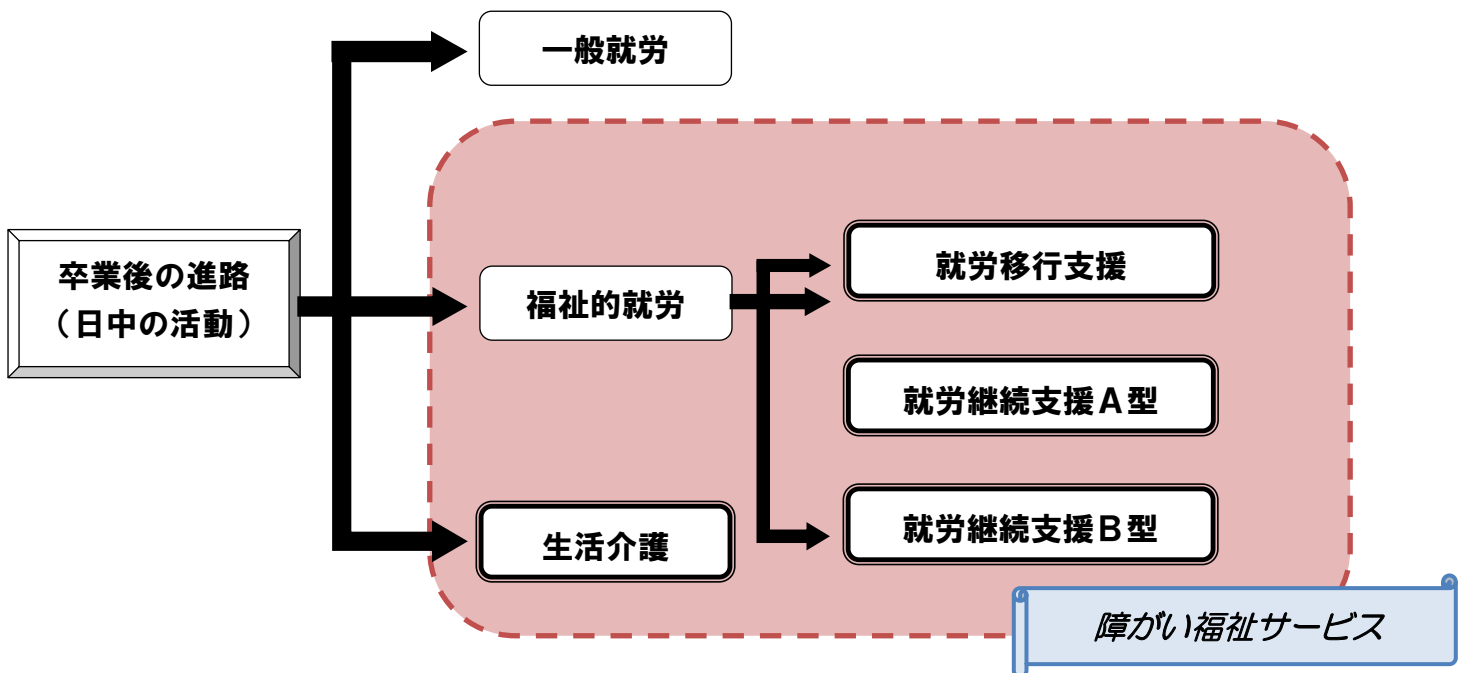 一般就労
卒業後の進路
（日中の活動）
福祉的就労
就労移行支援
就労継続支援Ａ型
就労継続支援Ｂ型
生活介護
障がい福祉サービス